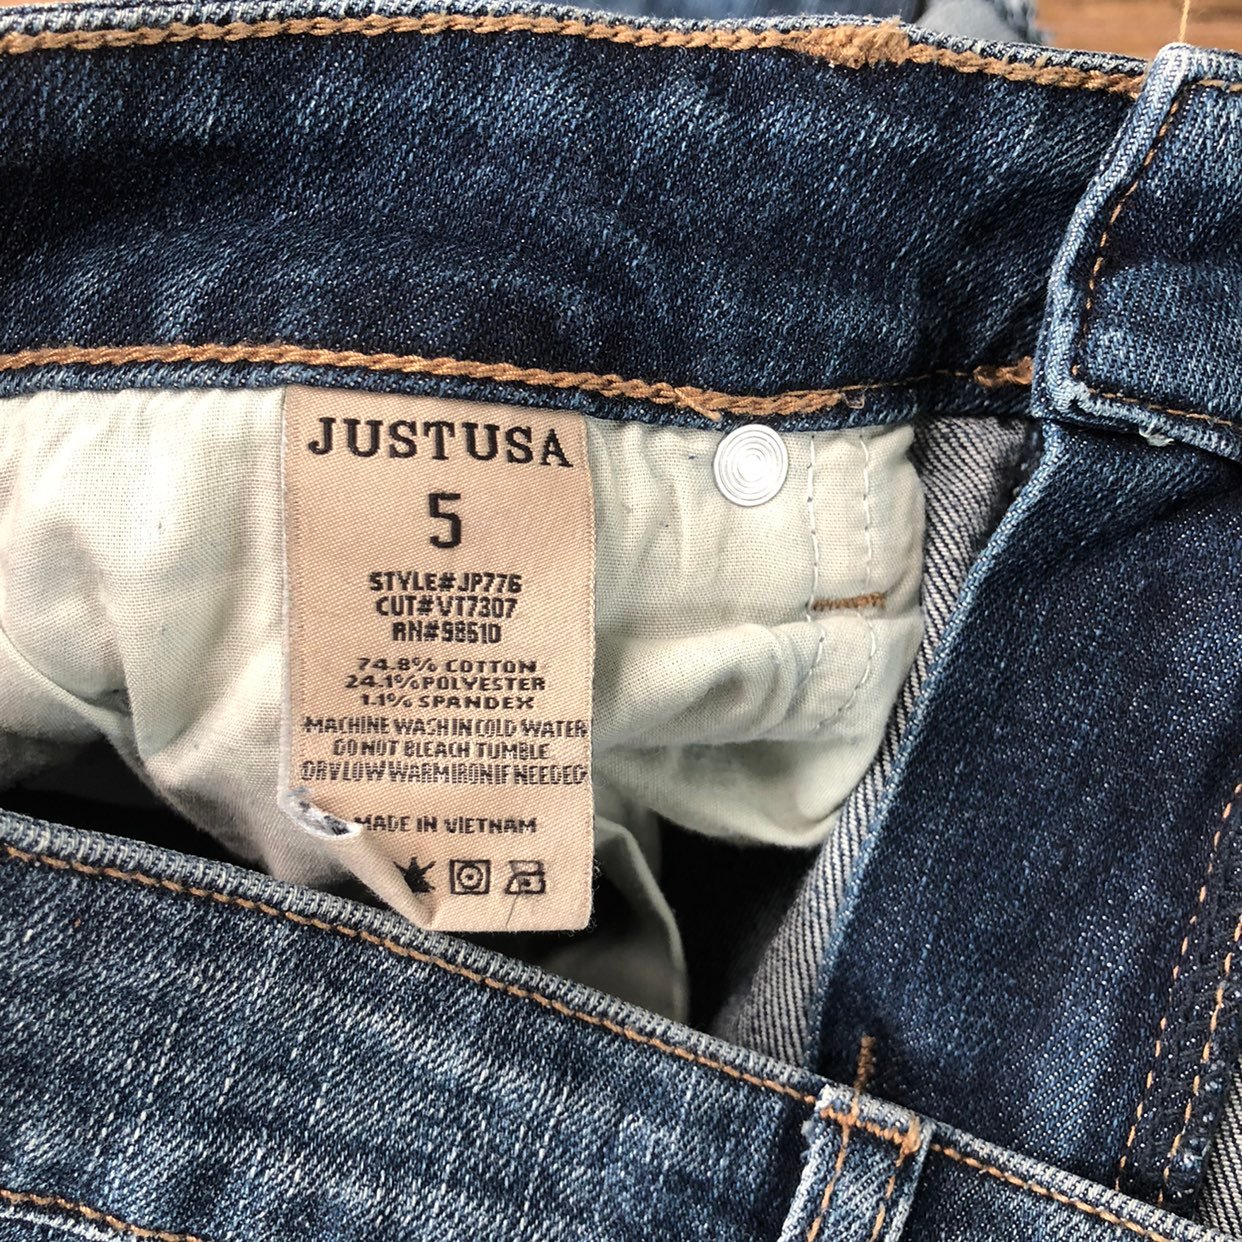 JUSTUSA
5
STYLE#JP776
CUT#VT7307
RN#98610
74.8% COTTON
24.1%POLYESTER
1.1% SPANDEX
MACHINE WASH IN COLD WATER
DO NOT BLEACH TUMBLE
DRY LOW WARM IRON IF NEEDED
MADE IN VIETNAM